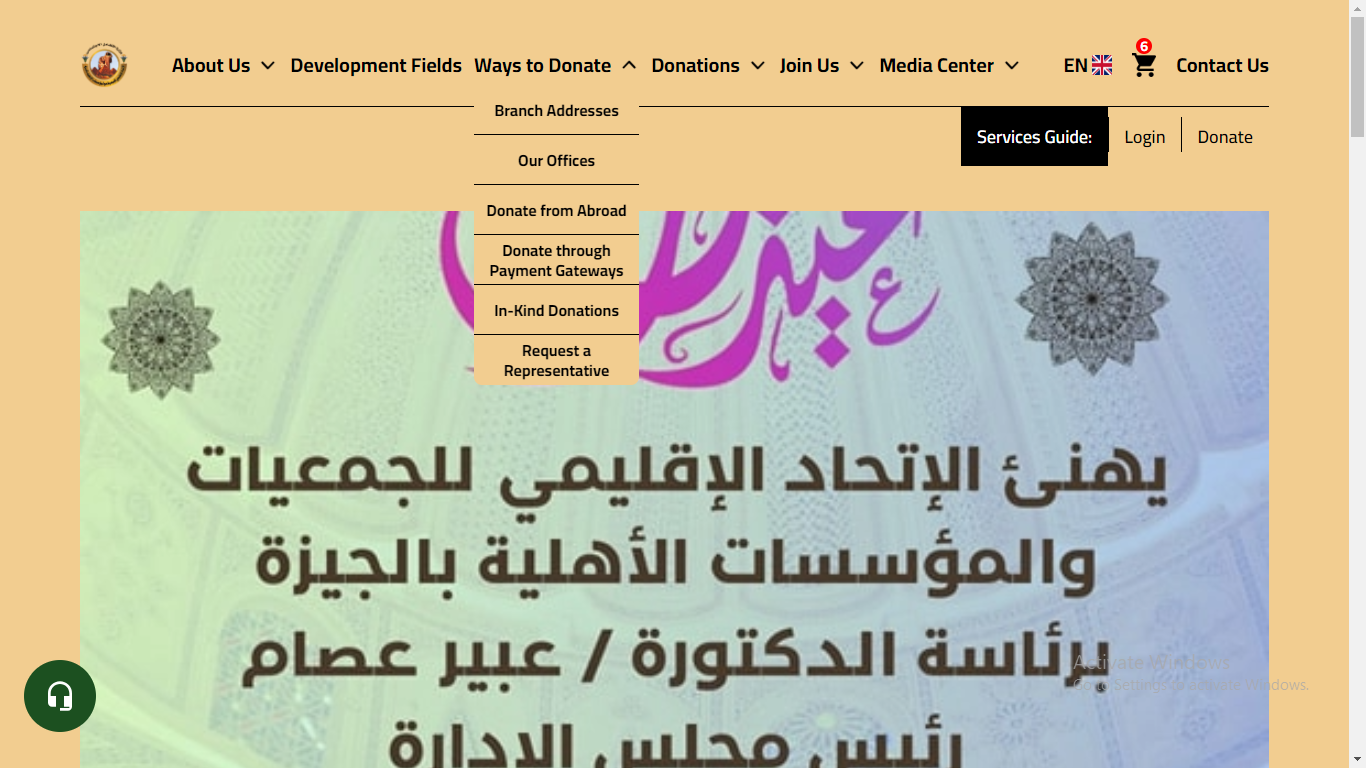 About Us
Development Fields
Ways to Donate
Donations
Join Us
Media Center
EN
6
Contact Us
Branch Addresses
Our Offices
Donate from Abroad
Donate through
Payment Gateways
In-Kind Donations
Request a
Representative
Services Guide:
Login
Donate
يهنئ الإتحاد الإقليمي للجمعيات
والمؤسسات الأهلية بالجيزة
برئاسة الدكتورة / عبير عصام
رئيس مجلس الإدارة
Activate Windows
Go to Settings to activate Windows.